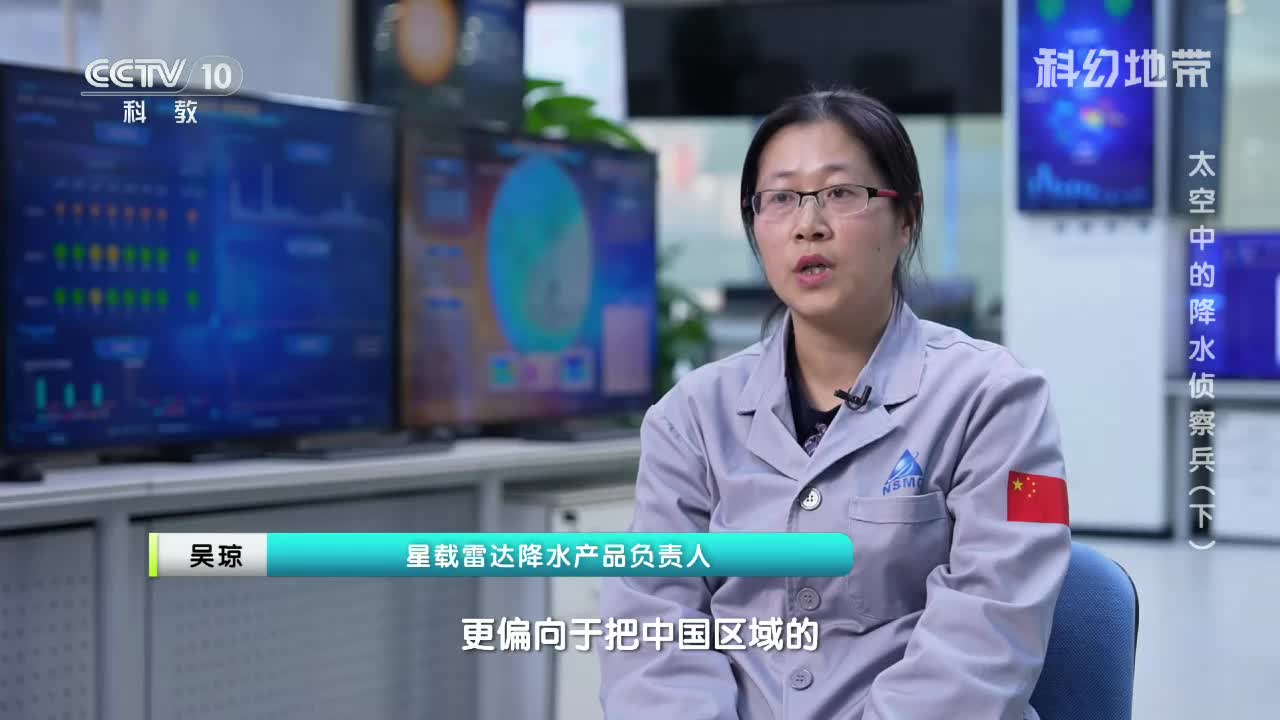 CCTV 10
科教
科幻地带
太空中的降水侦察兵（下）
NSMC
吴琼
星载雷达降水产品负责人
更偏向于把中国区域的